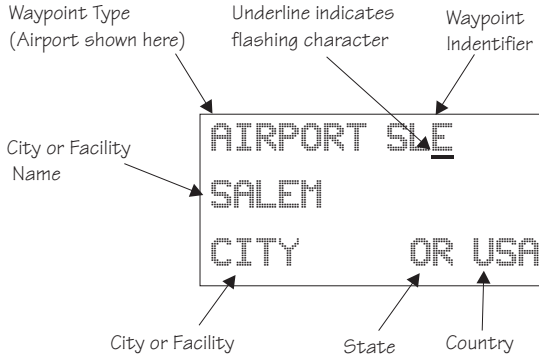 Waypoint Type
(Airport shown here)
Underline indicates
flashing character
Waypoint
Indentifier
AIRPORT SLE
City or Facility
Name
SALEM
CITY OR USA
City or Facility
State
Country